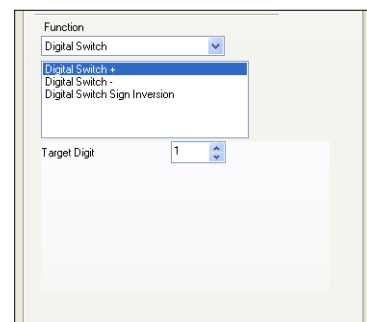 Function
Digital Switch
Digital Switch +
Digital Switch -
Digital Switch Sign Inversion
Target Digit 1